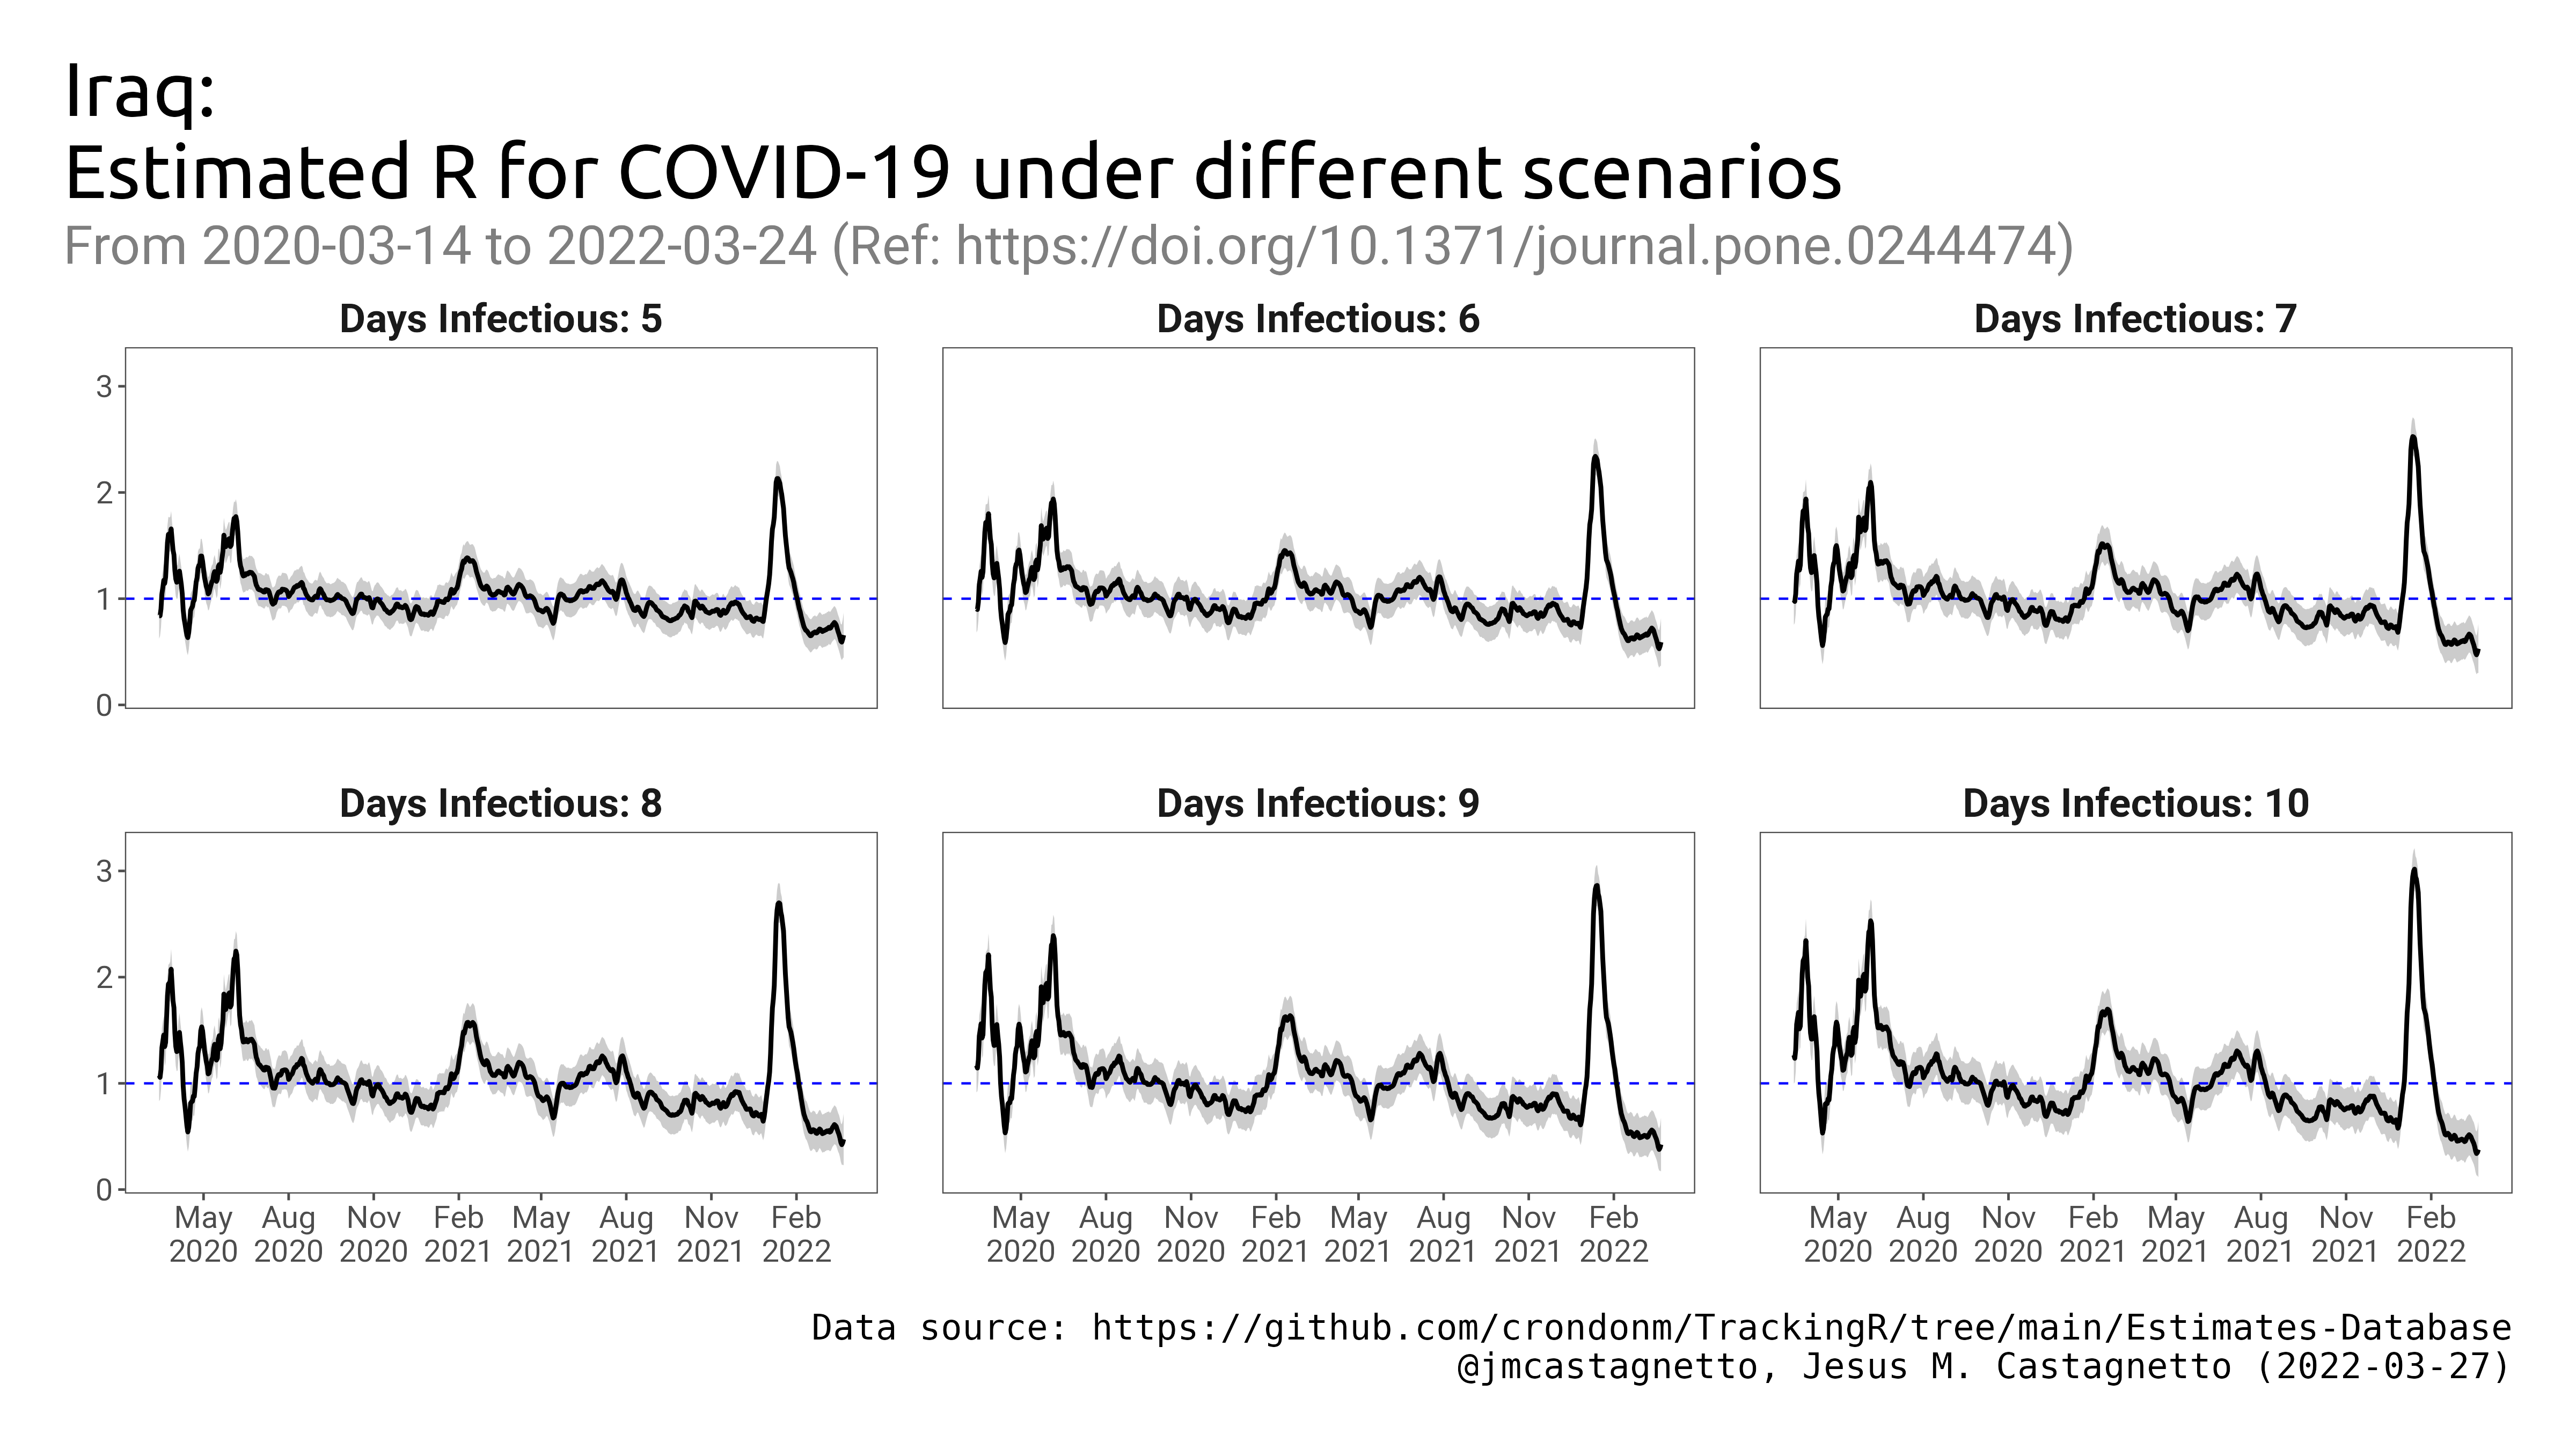 Iraq:
Estimated R for COVID-19 under different scenarios
From 2020-03-14 to 2022-03-24 (Ref: https://doi.org/10.1371/journal.pone.0244474)
Days Infectious: 5
Days Infectious: 6
Days Infectious: 7
3
2
1
0
Days Infectious: 8
Days Infectious: 9
Days Infectious: 10
3
2
1
0
May Aug Nov Feb May Aug Nov Feb
2020 2020 2020 2021 2021 2021 2021 2022
May Aug Nov Feb May Aug Nov Feb
2020 2020 2020 2021 2021 2021 2021 2022
May Aug Nov Feb May Aug Nov Feb
2020 2020 2020 2021 2021 2021 2021 2022
Data source: https://github.com/crondonm/TrackingR/tree/main/Estimates-Database
@jmcastagnetto, Jesus M. Castagnetto (2022-03-27)